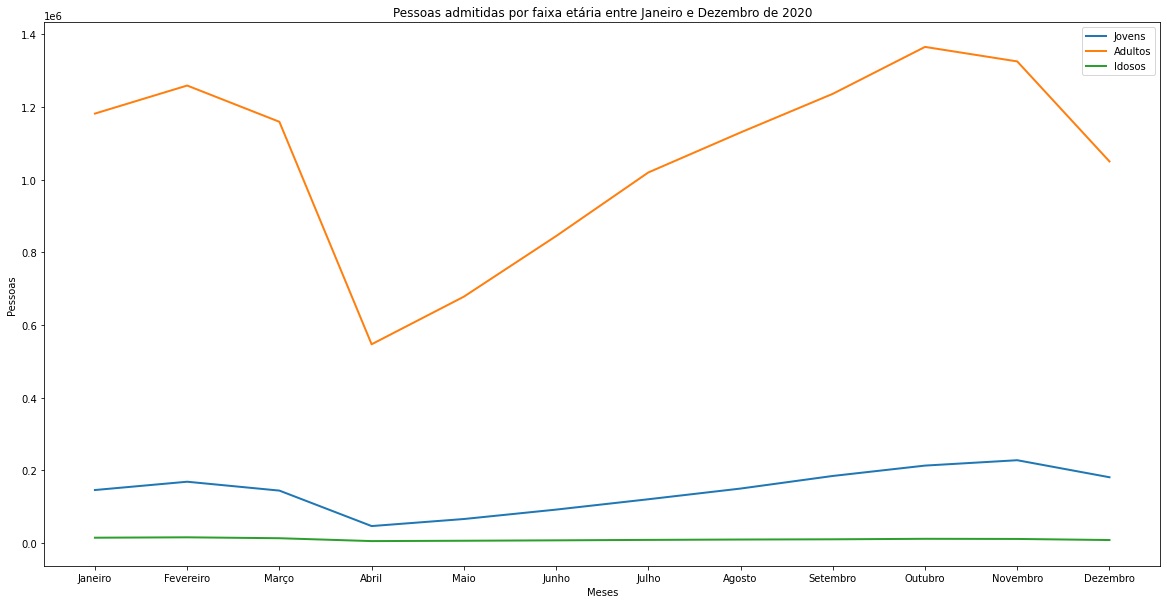 Pessoas admitidas por faixa etária entre Janeiro e Dezembro de 2020
1e6
Jovens
Adultos
Idosos
1.4
1.2
1.0
0.8
0.6
0.4
0.2
0.0
Pessoas
Janeiro Fevereiro Março Abril Maio Junho Julho Agosto Setembro Outubro Novembro Dezembro
Meses